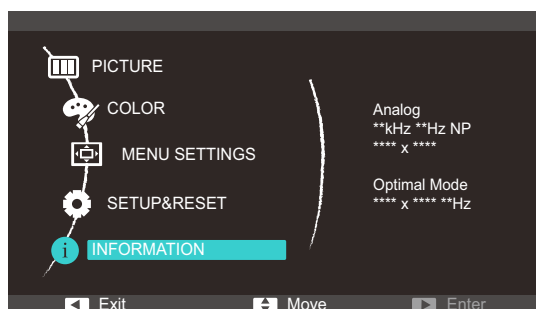 PICTURE
COLOR
MENU SETTINGS
SETUP&RESET
i INFORMATION
Analog
**kHz **Hz NP
**** x ****
Optimal Mode
**** x **** **Hz
Exit Move Enter